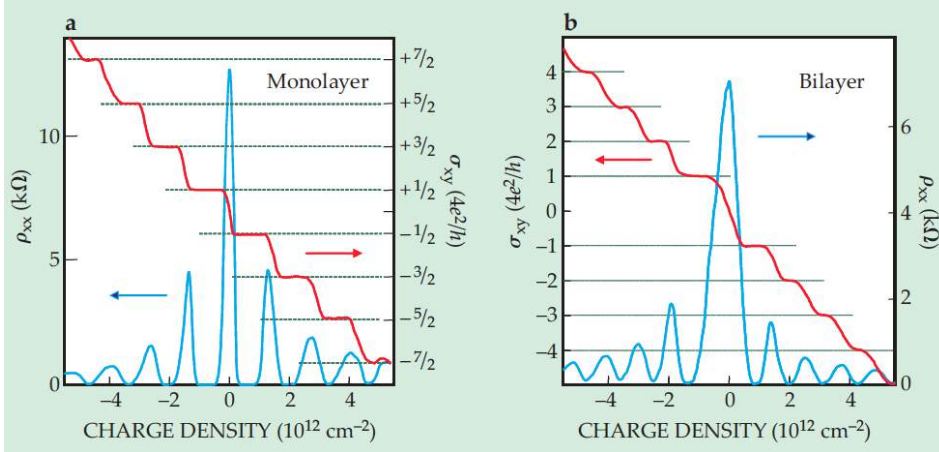 a
Monolayer
ρxx (kΩ)
10
5
0
+7/2
+5/2
+3/2
+1/2
−1/2
−3/2
−5/2
−7/2
σxy (4e²/h)
−4 −2 0 2 4
CHARGE DENSITY (10¹² cm⁻²)
b
Bilayer
σxy (4e²/h)
4
3
2
1
0
−1
−2
−3
−4
6
4
2
0
ρxx (kΩ)
−4 −2 0 2 4
CHARGE DENSITY (10¹² cm⁻²)